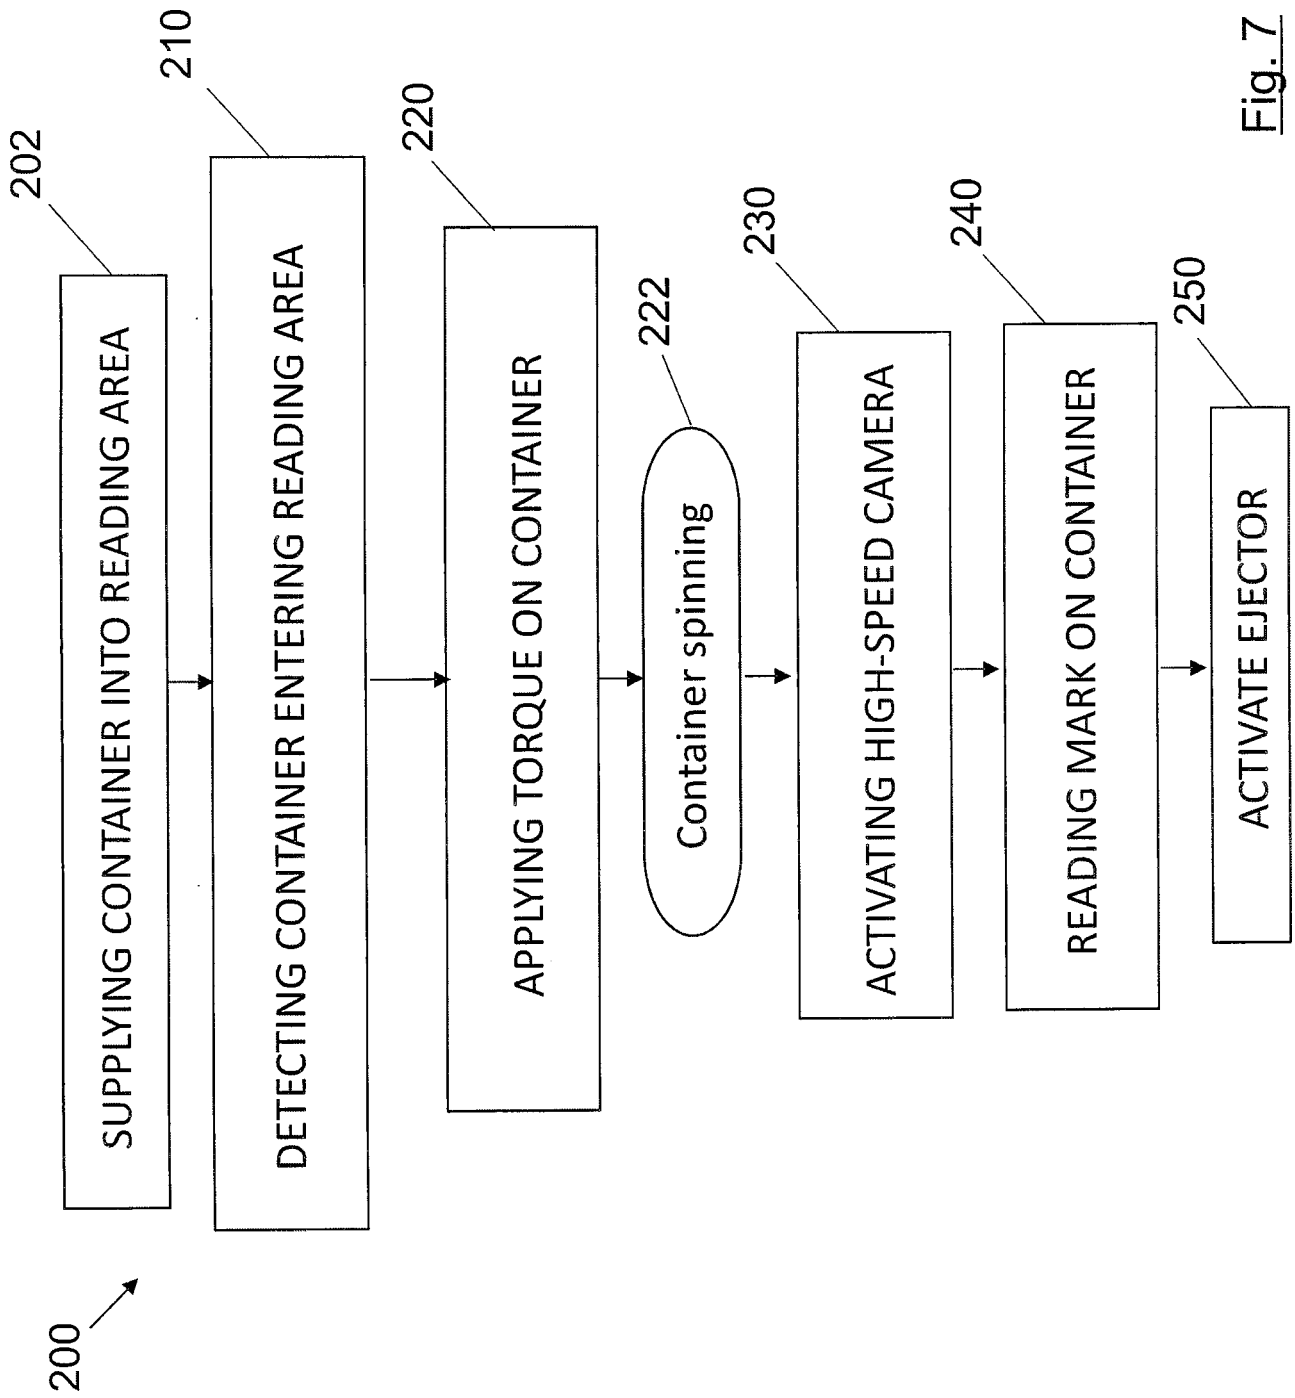 200
SUPPLYING CONTAINER INTO READING AREA
202
DETECTING CONTAINER ENTERING READING AREA
210
APPLYING TORQUE ON CONTAINER
220
Container spinning
222
ACTIVATING HIGH-SPEED CAMERA
230
READING MARK ON CONTAINER
240
ACTIVATE EJECTOR
250
Fig. 7